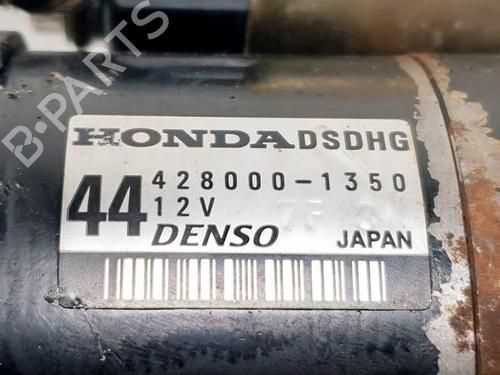 B-PARTS
HONDA DSDHG
44 428000-1350
12V
DENSO JAPAN